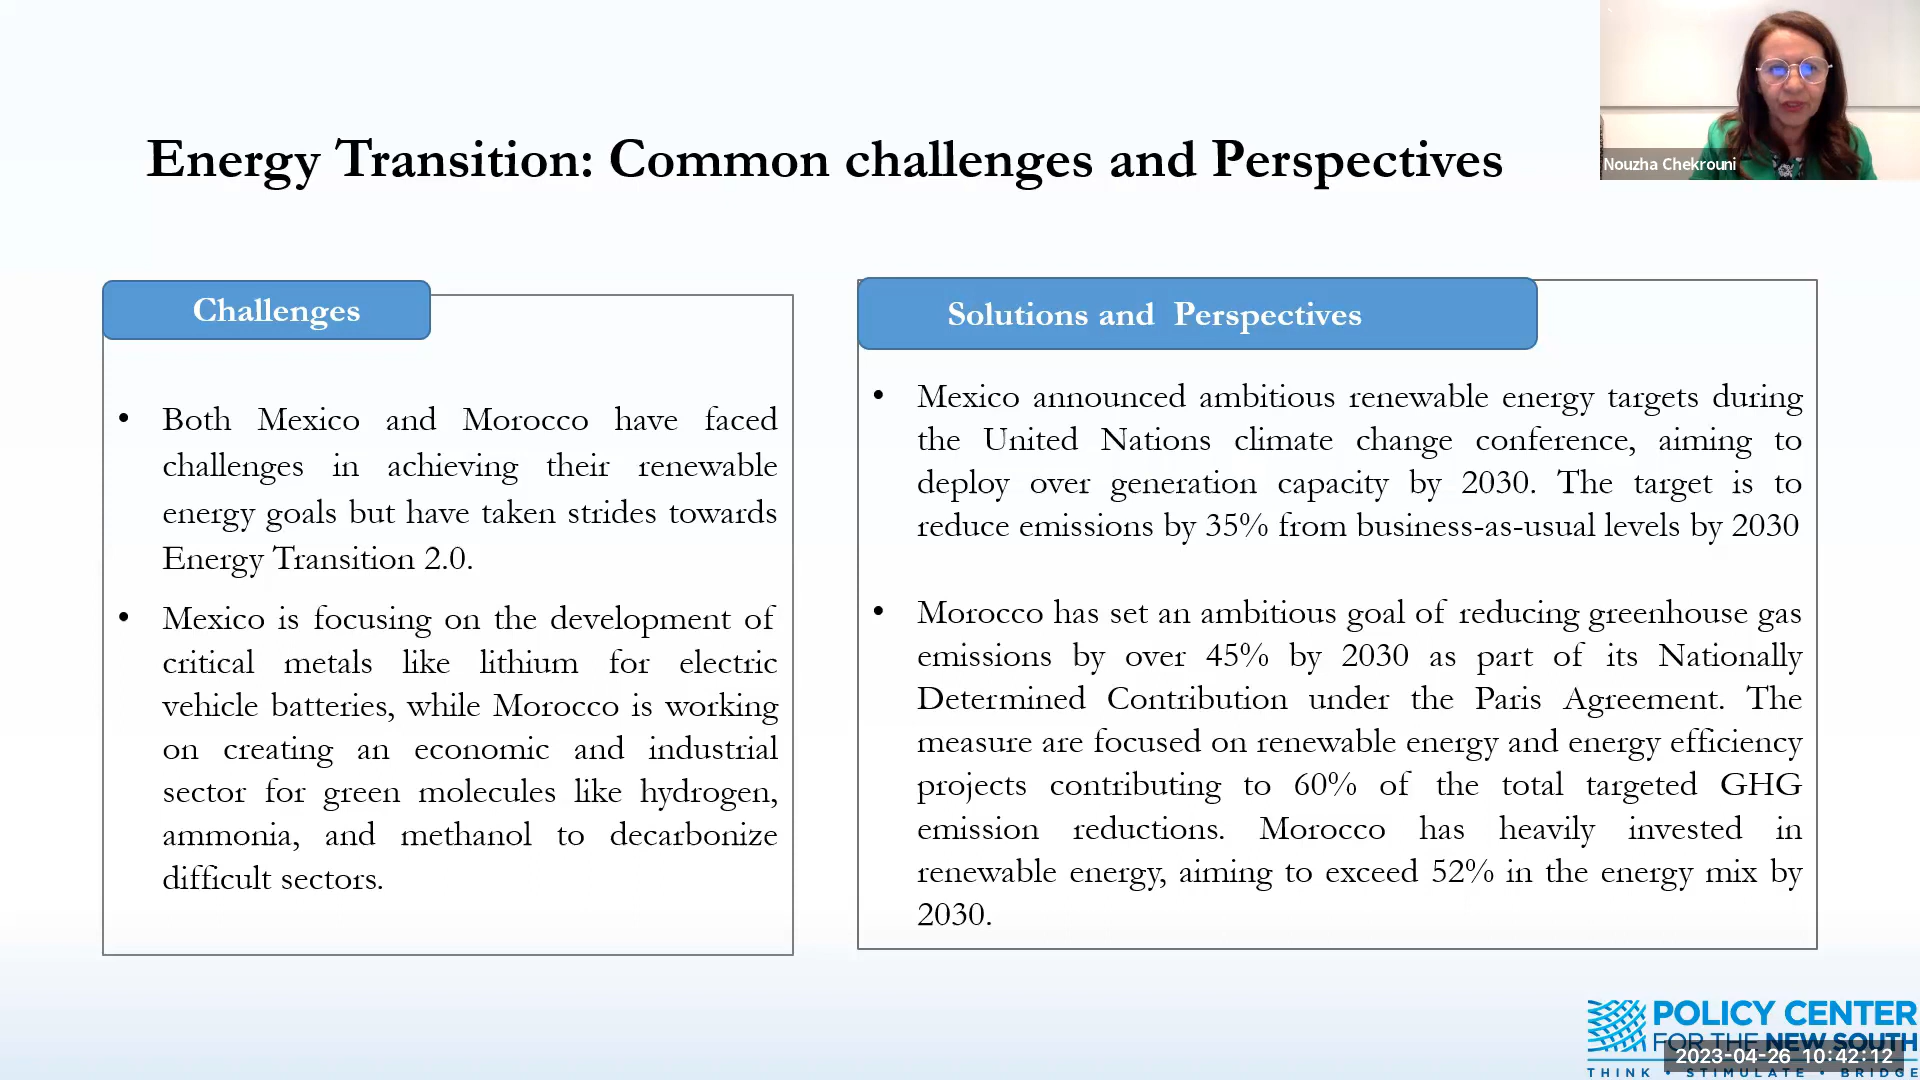 Energy Transition: Common challenges and Perspectives
Nouzha Chekrouni
Challenges
Both Mexico and Morocco have faced
challenges in achieving their renewable
energy goals but have taken strides towards
Energy Transition 2.0.
Mexico is focusing on the development of
critical metals like lithium for electric
vehicle batteries, while Morocco is working
on creating an economic and industrial
sector for green molecules like hydrogen,
ammonia, and methanol to decarbonize
difficult sectors.
Solutions and Perspectives
Mexico announced ambitious renewable energy targets during
the United Nations climate change conference, aiming to
deploy over generation capacity by 2030. The target is to
reduce emissions by 35% from business-as-usual levels by 2030
Morocco has set an ambitious goal of reducing greenhouse gas
emissions by over 45% by 2030 as part of its Nationally
Determined Contribution under the Paris Agreement. The
measure are focused on renewable energy and energy efficiency
projects contributing to 60% of the total targeted GHG
emission reductions. Morocco has heavily invested in
renewable energy, aiming to exceed 52% in the energy mix by
2030.
POLICY CENTER
FOR THE NEW SOUTH
2023-04-26 10:42:12
THINK • STIMULATE • BRIDGE